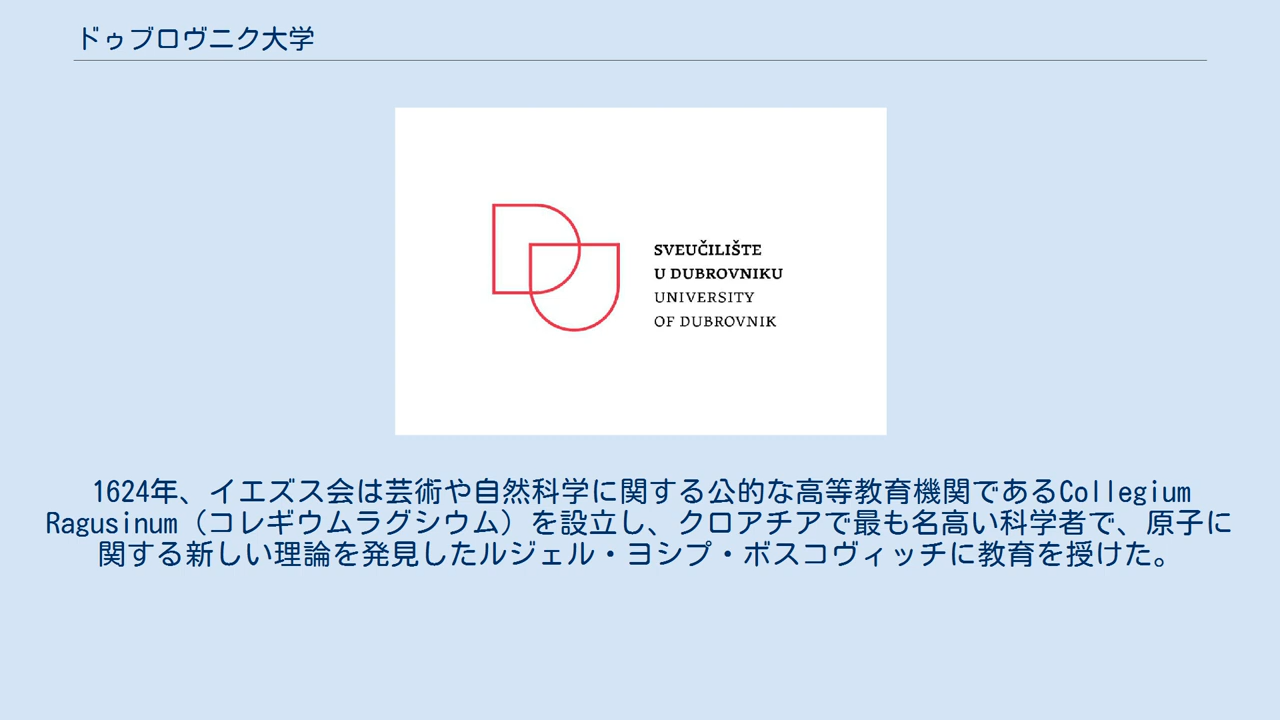 ドゥブロヴニク大学
SVEUČILIŠTE
U DUBROVNIKU
UNIVERSITY
OF DUBROVNIK
1624年、イエズス会は芸術や自然科学に関する公的な高等教育機関であるCollegium
Ragusinum（コレギウムラグシウム）を設立し、クロアチアで最も名高い科学者で、原子に
関する新しい理論を発見したルジェル・ヨシプ・ボスコヴィッチに教育を授けた。